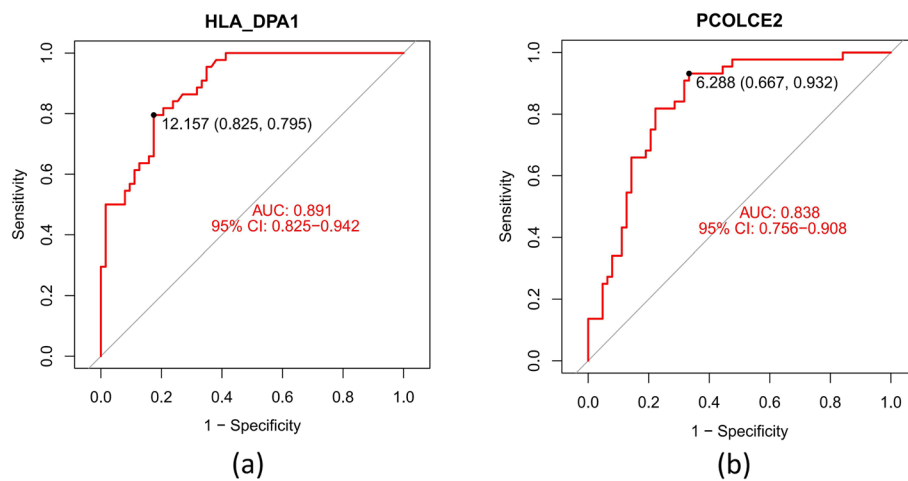 HLA_DPA1
1.0
0.8
0.6
0.4
0.2
0.0
Sensitivity
12.157 (0.825, 0.795)
AUC: 0.891
95% CI: 0.825−0.942
0.0 0.2 0.4 0.6 0.8 1.0
1 − Specificity
(a)
PCOLCE2
1.0
0.8
0.6
0.4
0.2
0.0
Sensitivity
6.288 (0.667, 0.932)
AUC: 0.838
95% CI: 0.756−0.908
0.0 0.2 0.4 0.6 0.8 1.0
1 − Specificity
(b)